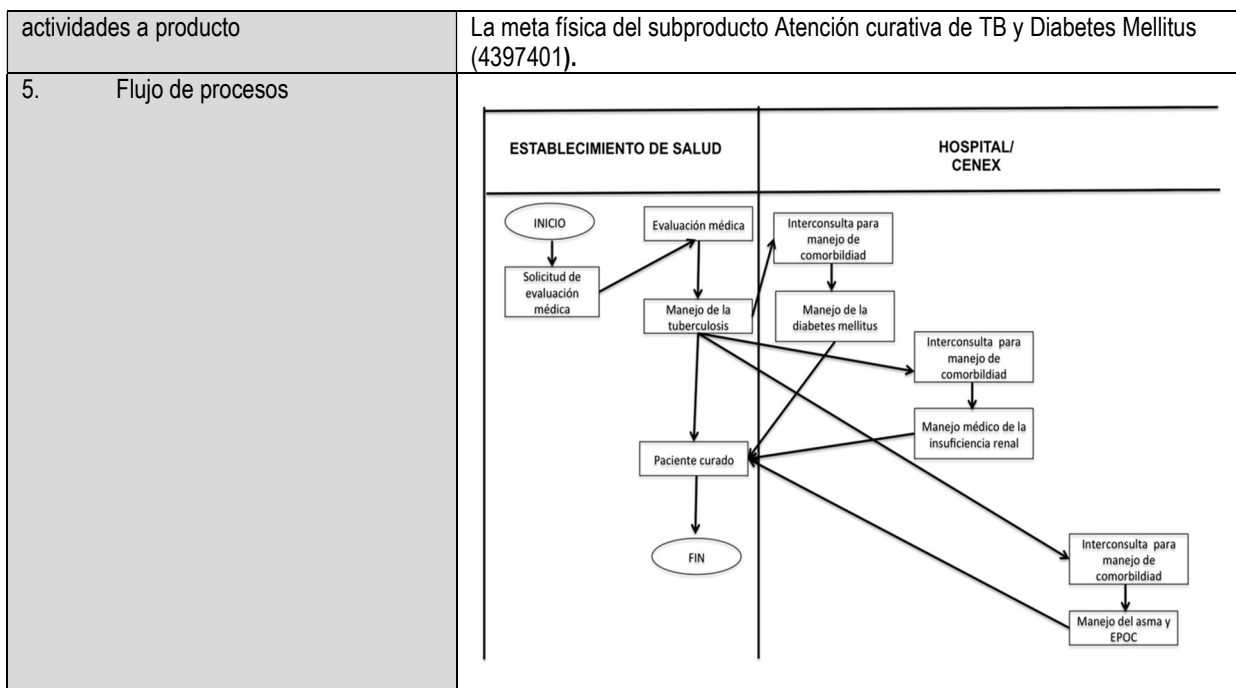 actividades a producto
La meta física del subproducto Atención curativa de TB y Diabetes Mellitus
(4397401).
5. Flujo de procesos
ESTABLECIMIENTO DE SALUD
HOSPITAL/
CENEX
INICIO
Solicitud de
evaluación
médica
Evaluación médica
Manejo de la
tuberculosis
Interconsulta para
manejo de
comorbildiad
Manejo de la
diabetes mellitus
Interconsulta para
manejo de
comorbildiad
Manejo médico de la
insuficiencia renal
Paciente curado
FIN
Interconsulta para
manejo de
comorbildiad
Manejo del asma y
EPOC